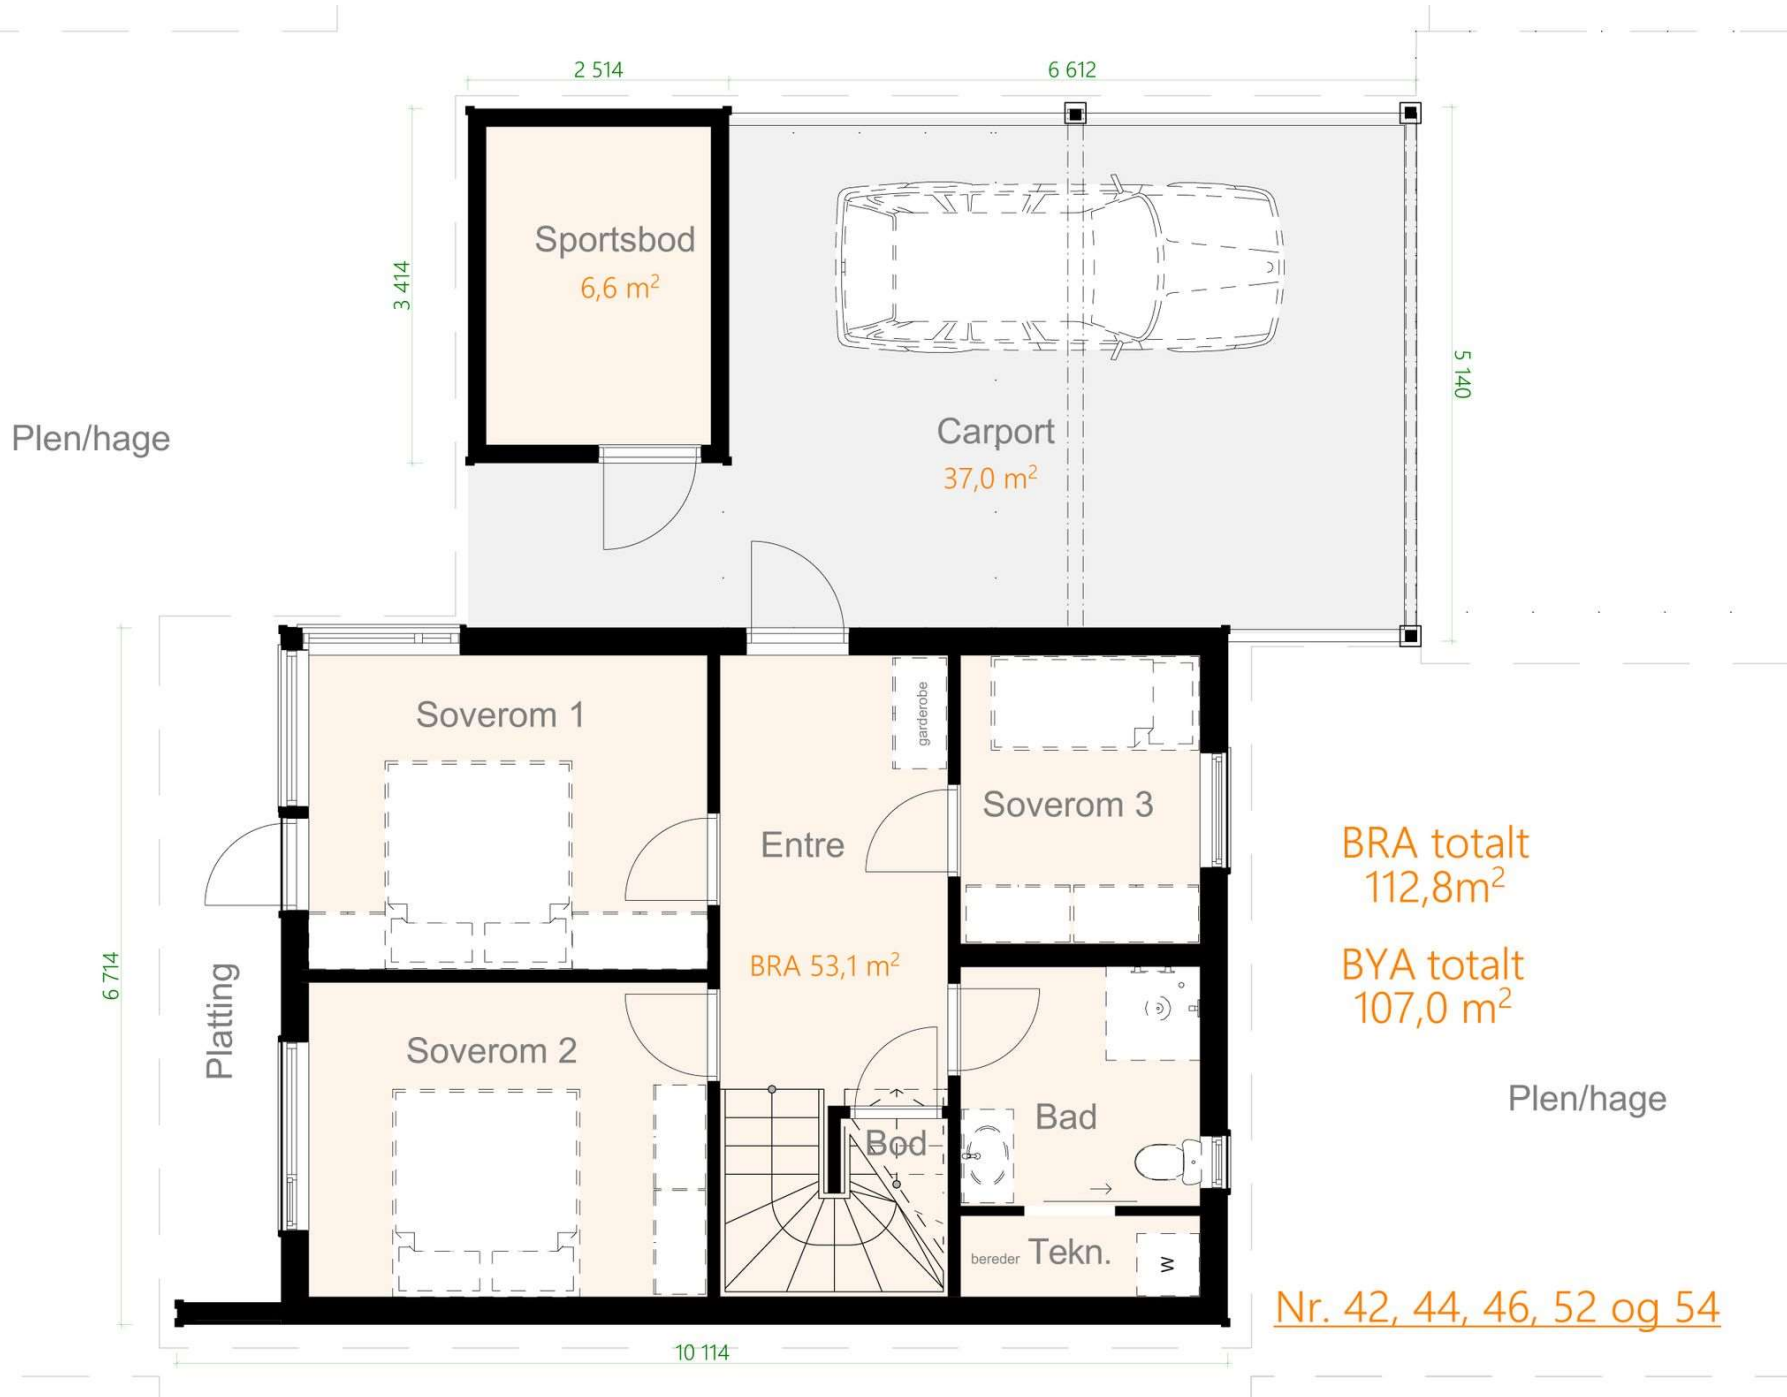 2 514
6 612
Sportsbod
6,6 m²
3 414
5 140
Carport
37,0 m²
Plen/hage
Soverom 1
garderobe
Soverom 3
Entre
BRA totalt
112,8m²
BRA 53,1 m²
BYA totalt
107,0 m²
6 714
Platting
Soverom 2
Plen/hage
Bad
Bod
bereder
Tekn.
W
Nr. 42, 44, 46, 52 og 54
10 114